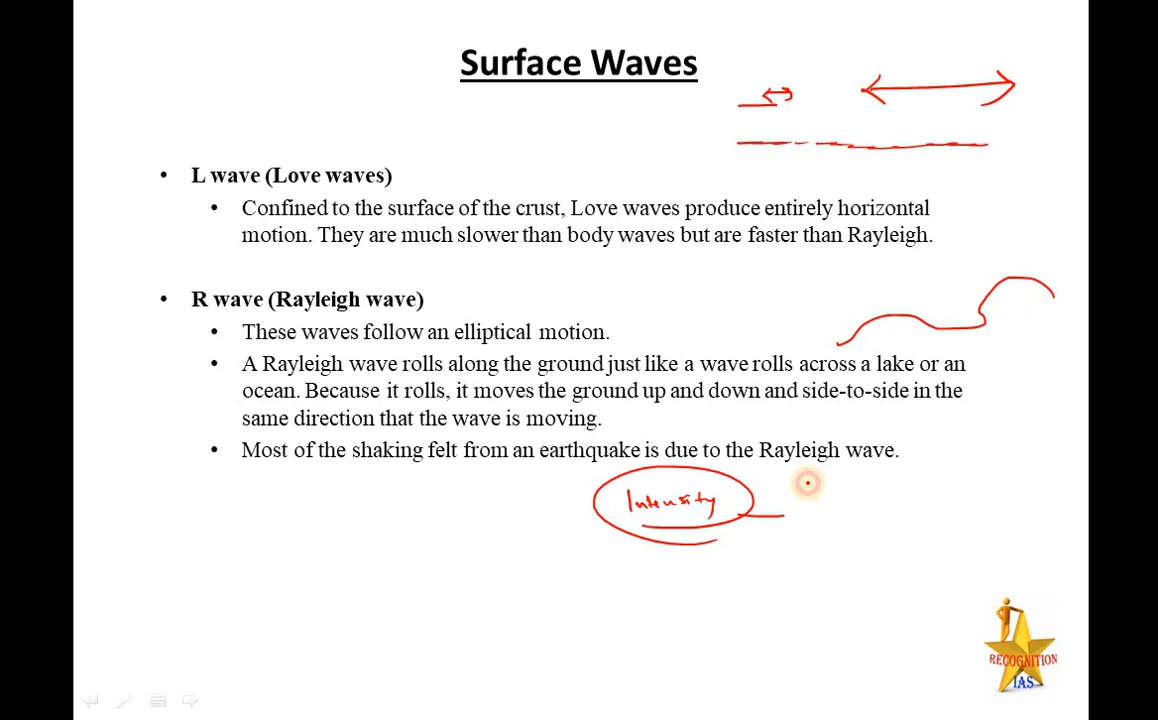 Surface Waves
• L wave (Love waves)
• Confined to the surface of the crust, Love waves produce entirely horizontal
motion. They are much slower than body waves but are faster than Rayleigh.
• R wave (Rayleigh wave)
• These waves follow an elliptical motion.
• A Rayleigh wave rolls along the ground just like a wave rolls across a lake or an
ocean. Because it rolls, it moves the ground up and down and side-to-side in the
same direction that the wave is moving.
• Most of the shaking felt from an earthquake is due to the Rayleigh wave.
Intensity
RECOGNITION
IAS